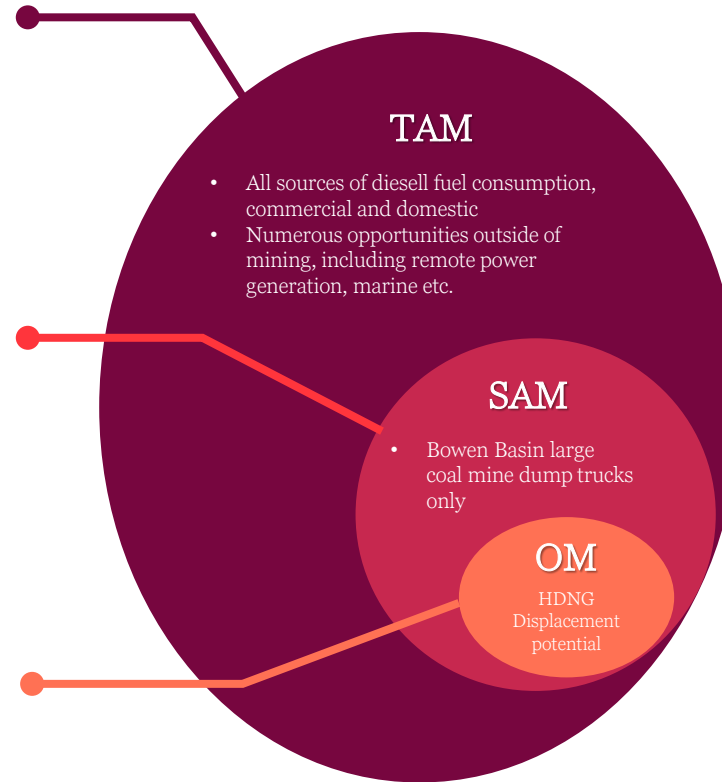 TAM
• All sources of diesell fuel consumption,
commercial and domestic
• Numerous opportunities outside of
mining, including remote power
generation, marine etc.
SAM
• Bowen Basin large
coal mine dump trucks
only
OM
HDNG
Displacement
potential